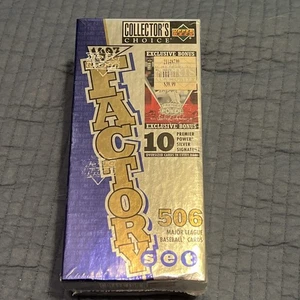 COLLECTOR'S
CHOICE
UPPER DECK
1997
FACTORY
set
EXCLUSIVE BONUS
EXCLUSIVE BONUS
10
PREMIER
POWER
SILVER
SIGNATURE
506
MAJOR LEAGUE
BASEBALL CARDS